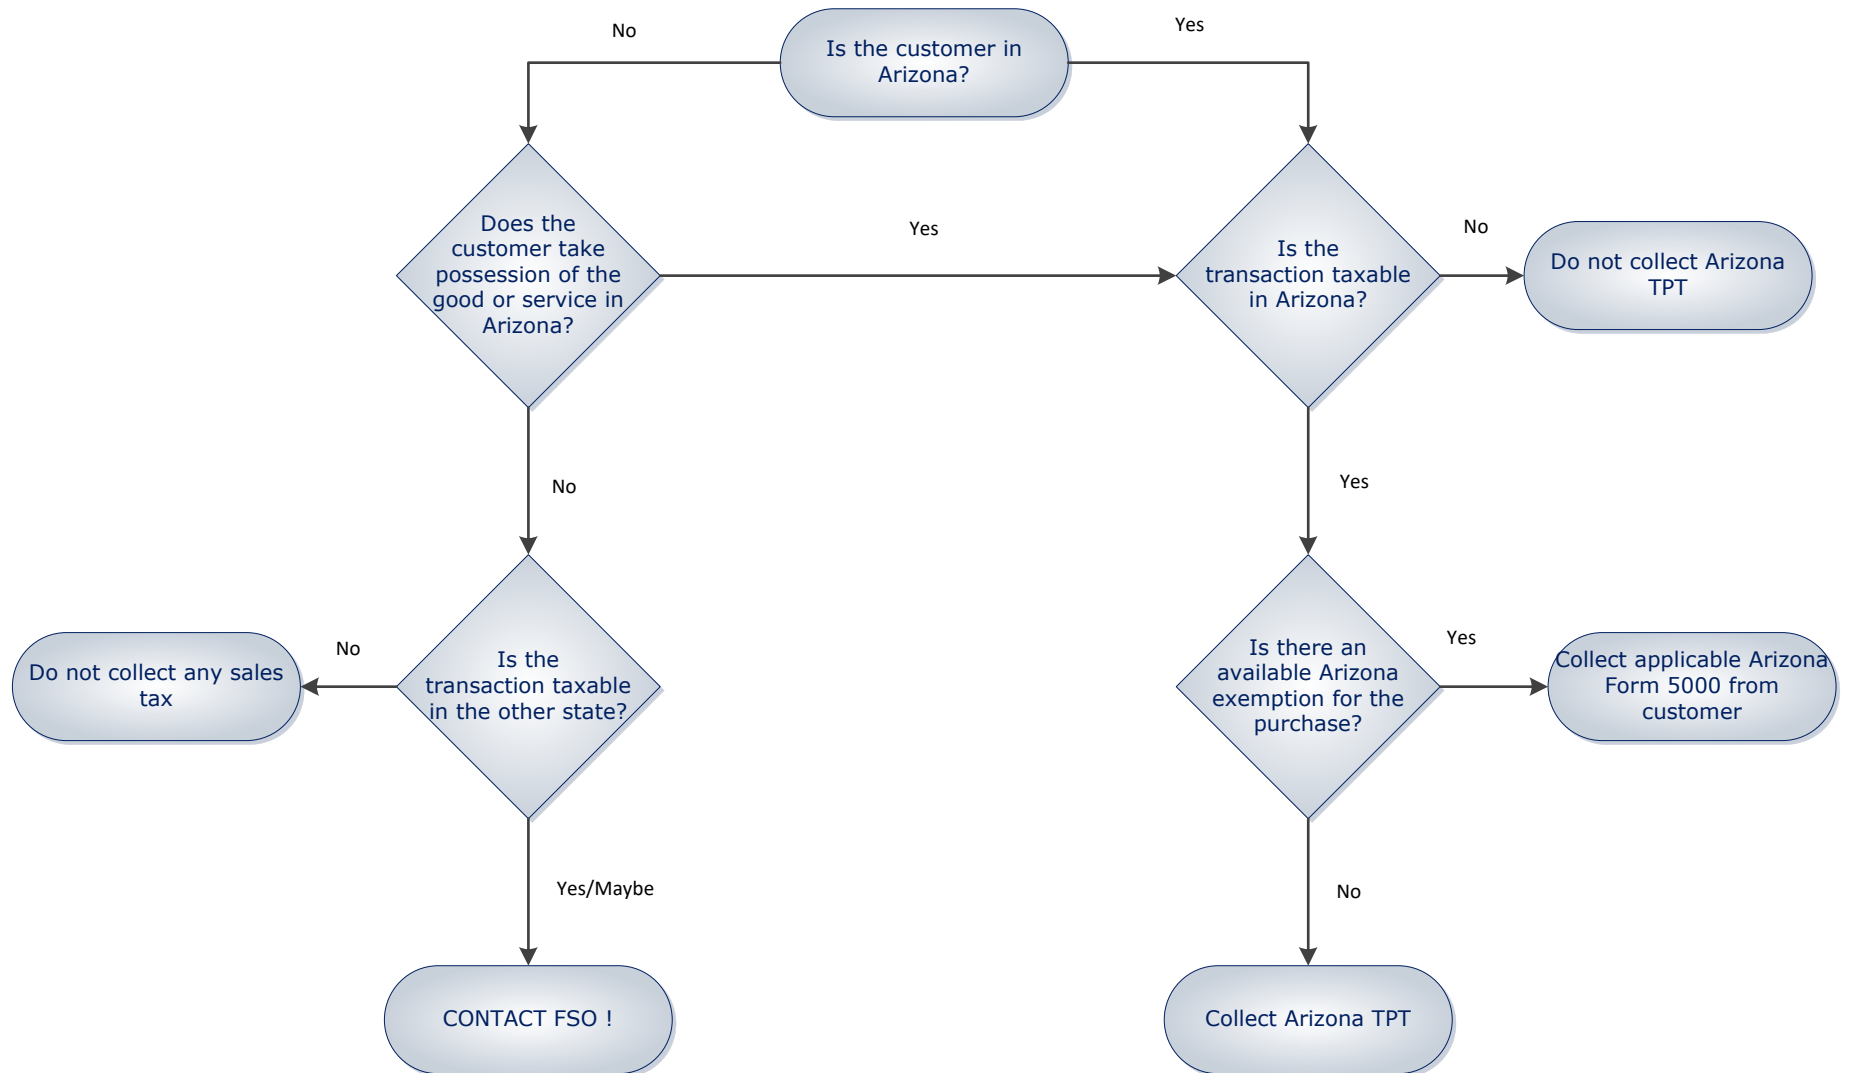 No
Is the customer in
Arizona?
Yes
Does the
customer take
possession of the
good or service in
Arizona?
Yes
Is the
transaction taxable
in Arizona?
No
Do not collect Arizona
TPT
No
Yes
Do not collect any sales
tax
No
Is the
transaction taxable
in the other state?
Is there an
available Arizona
exemption for the
purchase?
Yes
Collect applicable Arizona
Form 5000 from
customer
Yes/Maybe
No
CONTACT FSO !
Collect Arizona TPT